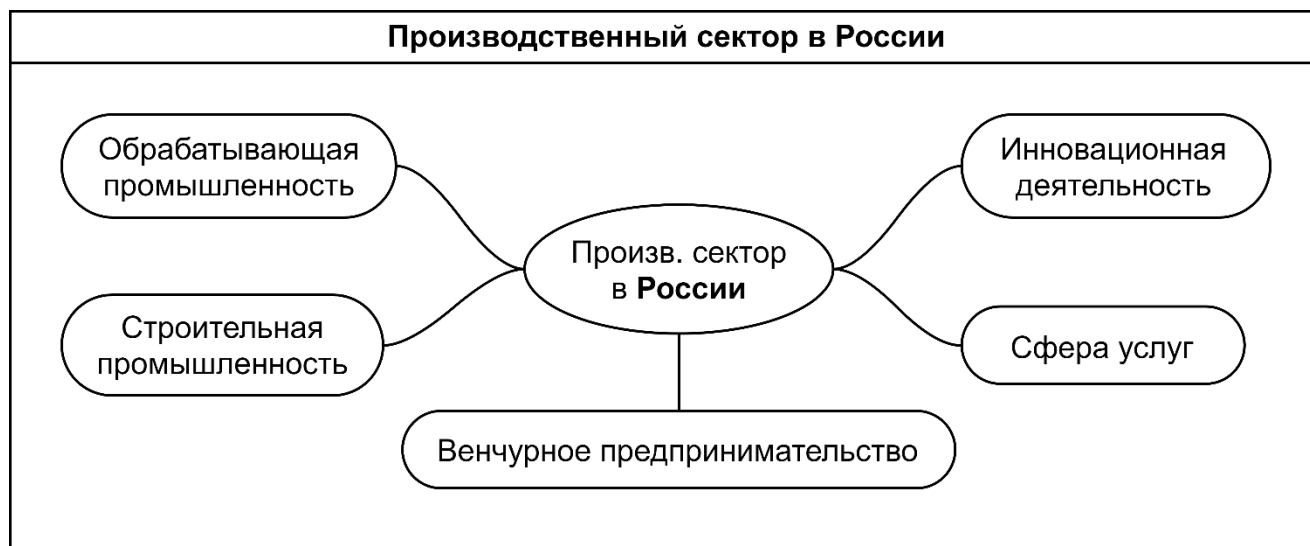 Производственный сектор в России
Обрабатывающая
промышленность
Инновационная
деятельность
Произв. сектор
в России
Строительная
промышленность
Сфера услуг
Венчурное предпринимательство